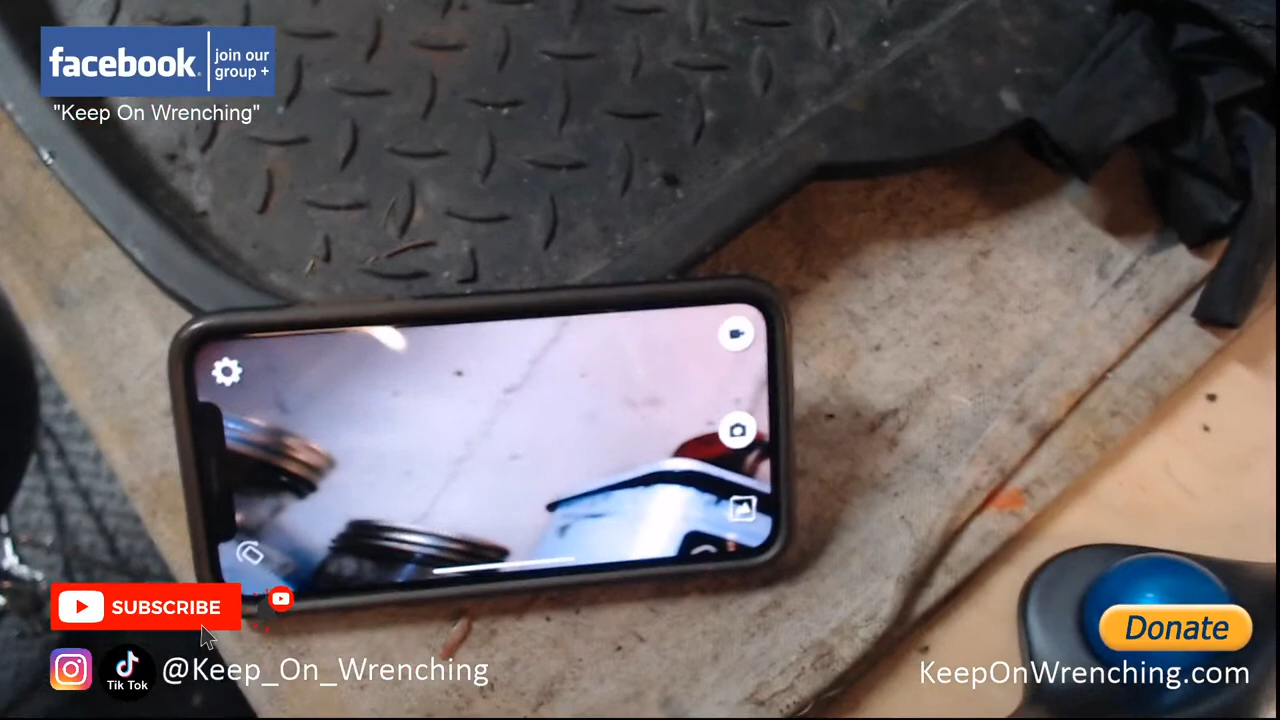 facebook.
join our
group +
"Keep On Wrenching"
SUBSCRIBE
Tik Tok
@Keep_On_Wrenching
Donate
KeepOnWrenching.com